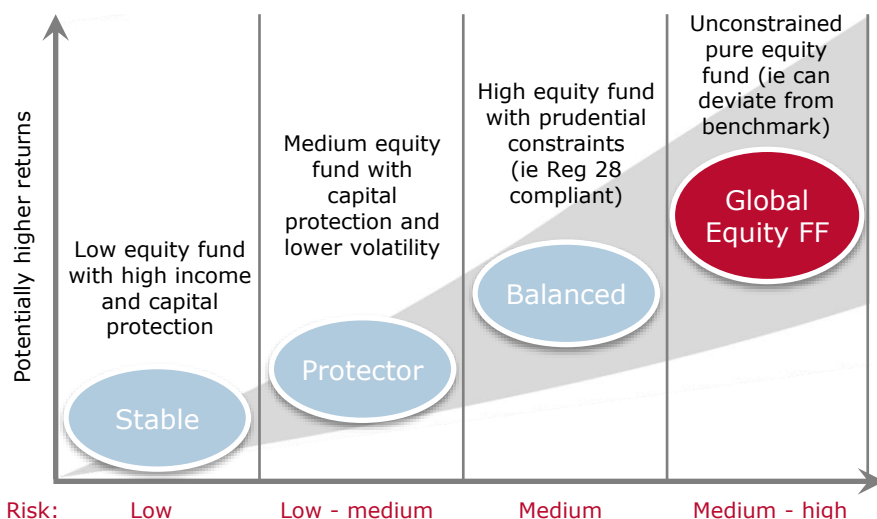 Potentially higher returns
Low equity fund
with high income
and capital
protection
Stable
Medium equity
fund with
capital
protection and
lower volatility
Protector
High equity fund
with prudential
constraints
(ie Reg 28
compliant)
Balanced
Unconstrained
pure equity
fund (ie can
deviate from
benchmark)
Global
Equity FF
Risk: Low Low - medium Medium Medium - high